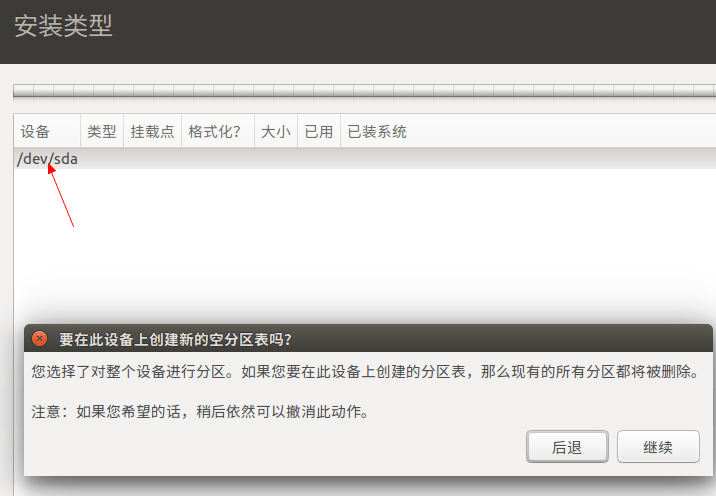 安装类型
设备 类型 挂载点 格式化? 大小 已用 已装系统
/dev/sda
要在此设备上创建新的空分区表吗?
您选择了对整个设备进行分区。如果您要在此设备上创建的分区表，那么现有的所有分区都将被删除。
注意：如果您希望的话，稍后依然可以撤消此动作。
后退 继续